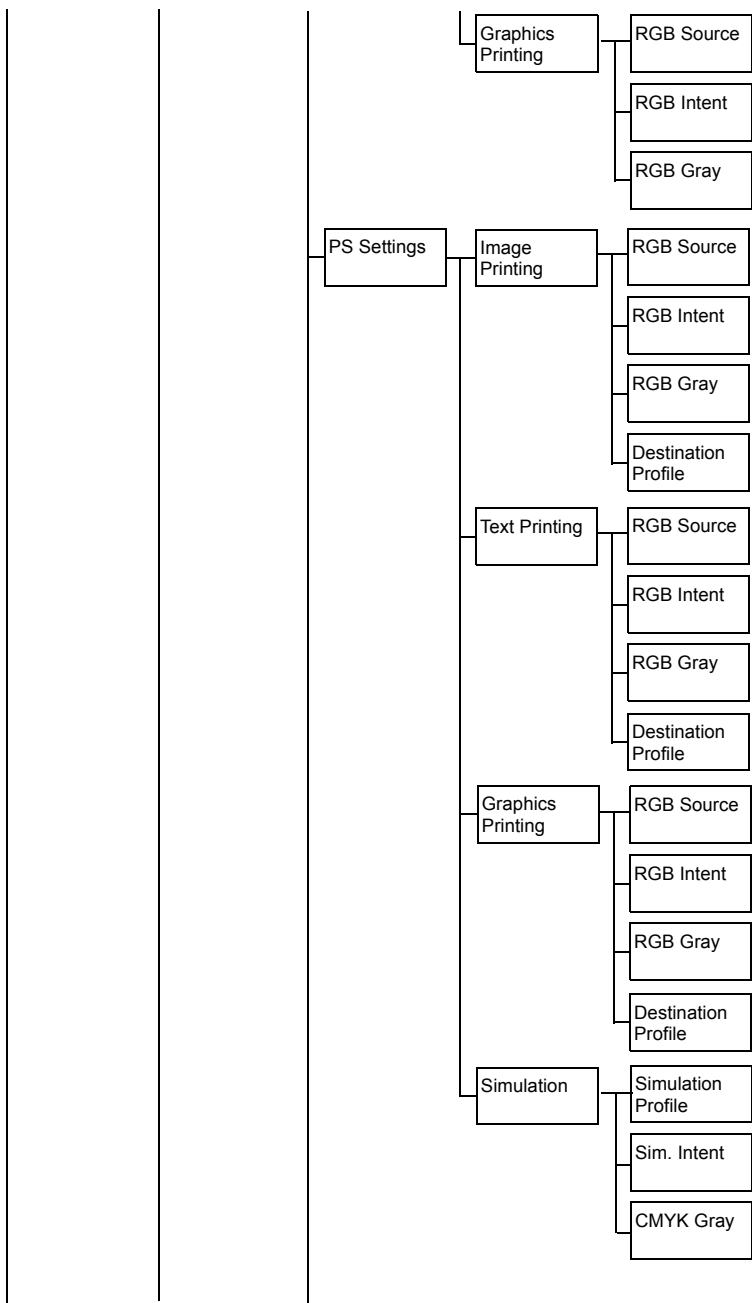 Graphics
Printing
RGB Source
RGB Intent
RGB Gray
PS Settings
Image
Printing
RGB Source
RGB Intent
RGB Gray
Destination
Profile
Text Printing
RGB Source
RGB Intent
RGB Gray
Destination
Profile
Graphics
Printing
RGB Source
RGB Intent
RGB Gray
Destination
Profile
Simulation
Simulation
Profile
Sim. Intent
CMYK Gray